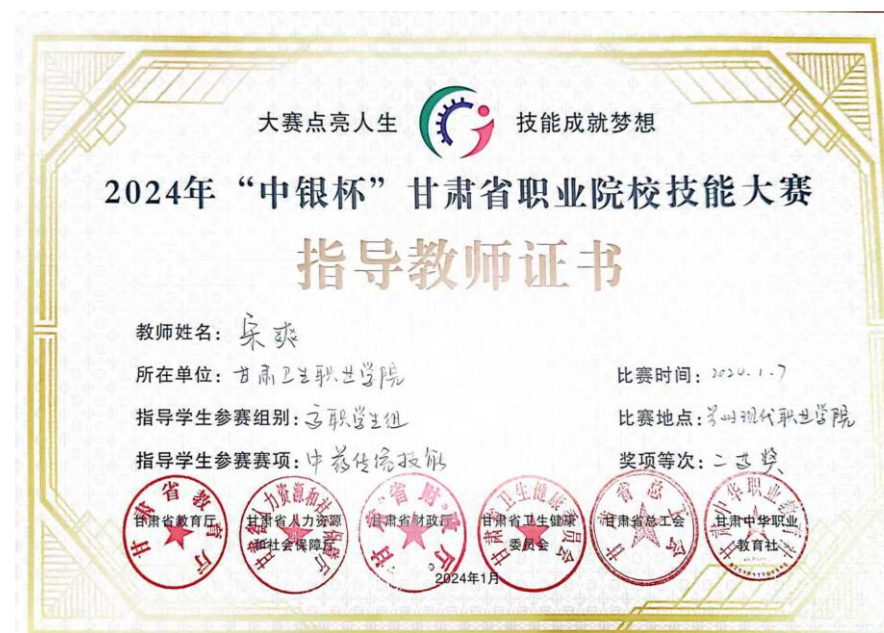 大赛点亮人生 技能成就梦想
2024年“中银杯”甘肃省职业院校技能大赛
指导教师证书
教师姓名：宋爽
所在单位：甘肃卫生职业学院 比赛时间：2024.1.7
指导学生参赛组别：高职学生组 比赛地点：兰州现代职业学院
指导学生参赛赛项：中药传统技能 奖项等次：二等奖
甘肃省教育厅 甘肃省人力资源和社会保障厅 甘肃省财政厅 甘肃省卫生健康委员会 甘肃省总工会 甘肃中华职业教育社
2024年1月